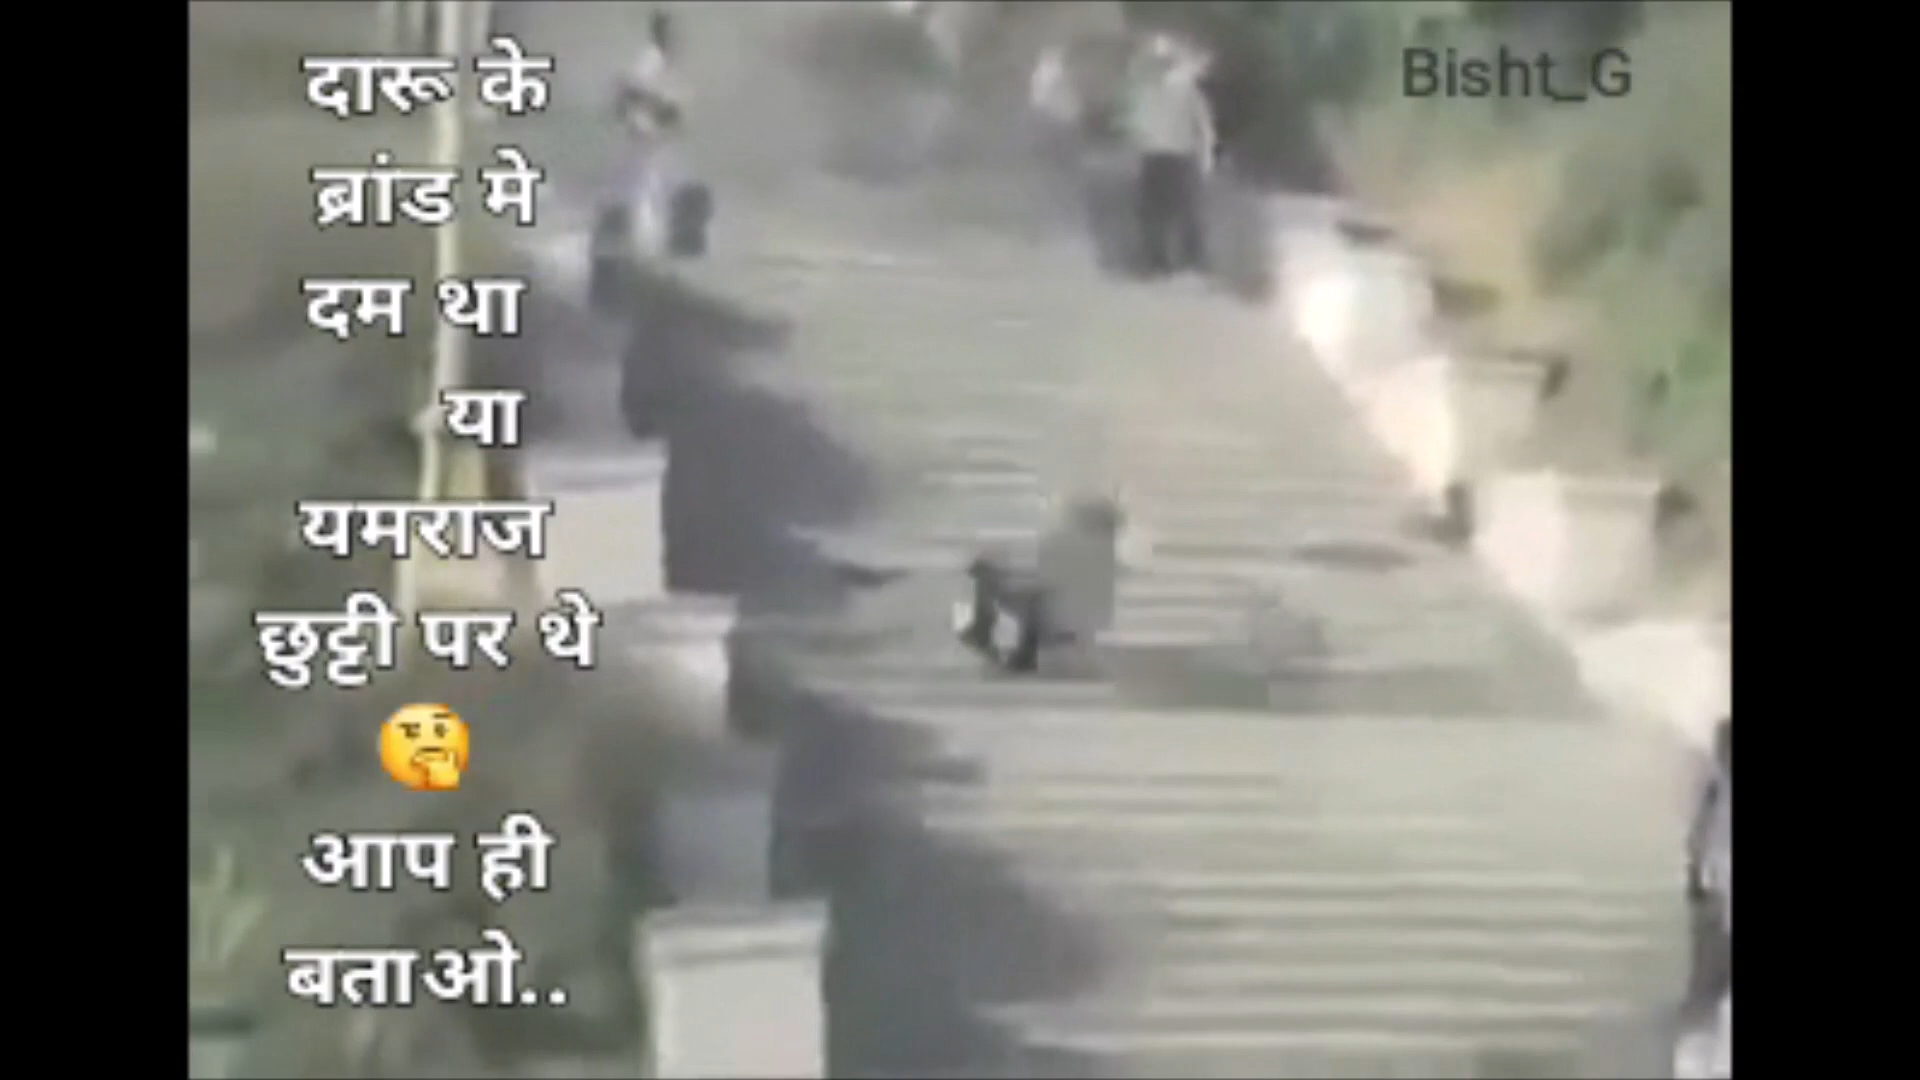 दारू के
ब्रांड मे
दम था
या
यमराज
छुट्टी पर थे
🤔
आप ही
बताओ..
Bisht_G